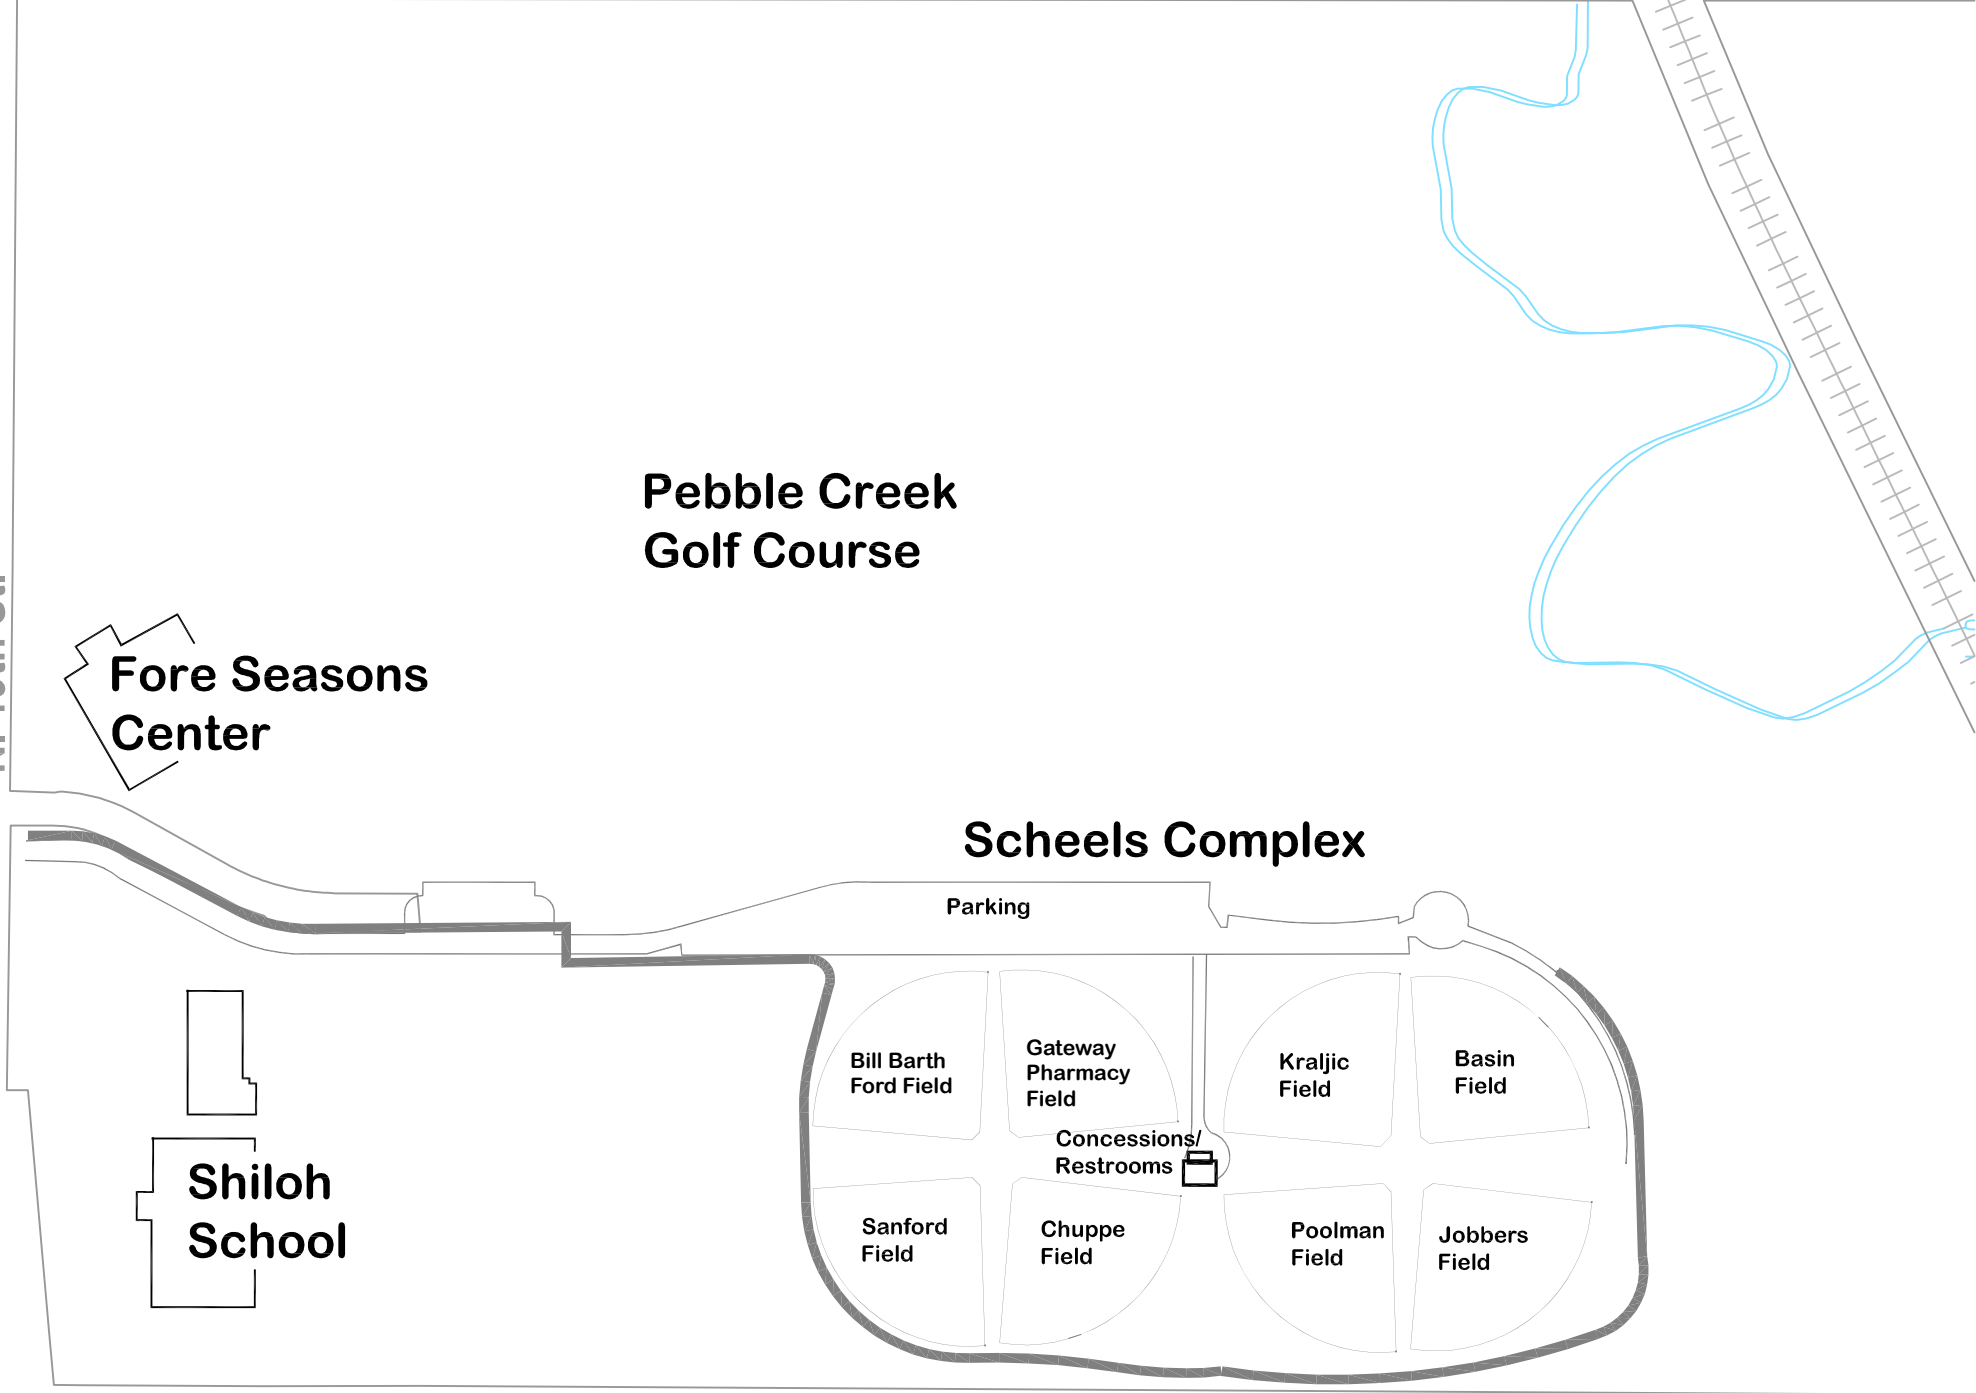 Pebble Creek
Golf Course
Fore Seasons
Center
Scheels Complex
Parking
Bill Barth
Ford Field
Gateway
Pharmacy
Field
Kraljic
Field
Basin
Field
Concessions/
Restrooms
Shiloh
School
Sanford
Field
Chuppe
Field
Poolman
Field
Jobbers
Field